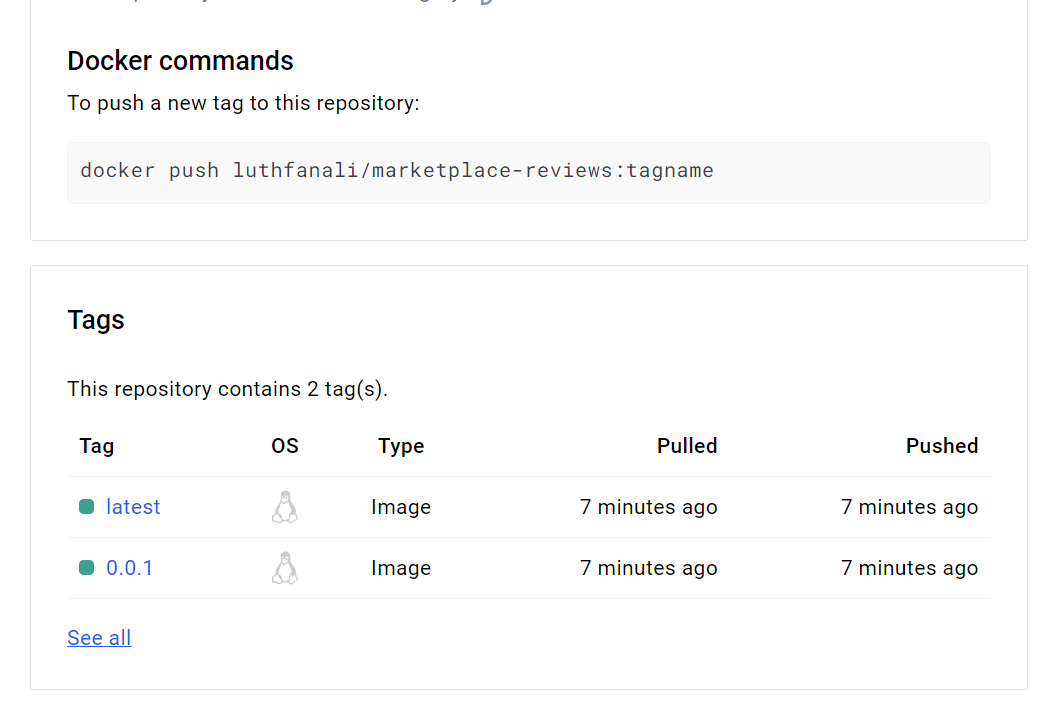 Docker commands
To push a new tag to this repository:
docker push luthfanali/marketplace-reviews:tagname
Tags
This repository contains 2 tag(s).
Tag OS Type Pulled Pushed
latest Image 7 minutes ago 7 minutes ago
0.0.1 Image 7 minutes ago 7 minutes ago
See all